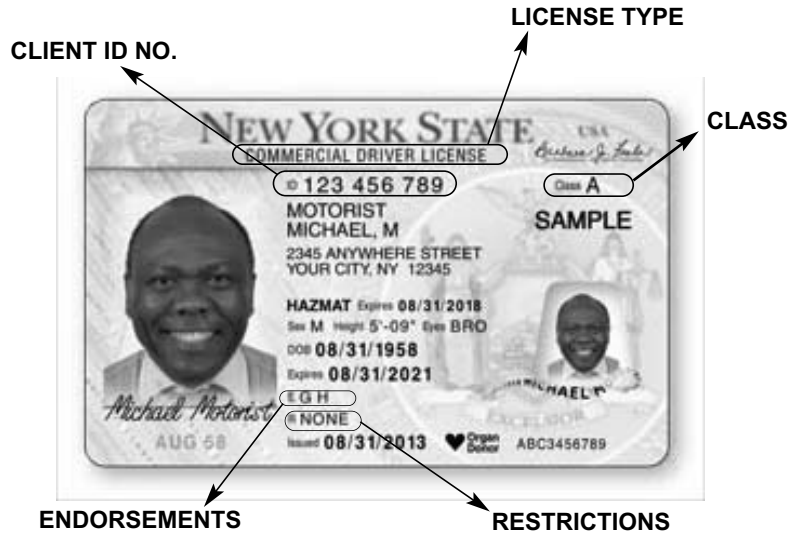 LICENSE TYPE
CLIENT ID NO.
CLASS
NEW YORK STATE
USA
COMMERCIAL DRIVER LICENSE
ID 123 456 789
Class A
MOTORIST
MICHAEL, M
SAMPLE
2345 ANYWHERE STREET
YOUR CITY, NY 12345
HAZMAT Expires 08/31/2018
Sex M Height 5'-09" Eyes BRO
DOB 08/31/1958
Expires 08/31/2021
E G H
R NONE
Michael Motorist
EXCELSIOR
AUG 58
Issued 08/31/2013
Organ
Donor
ABC3456789
ENDORSEMENTS
RESTRICTIONS